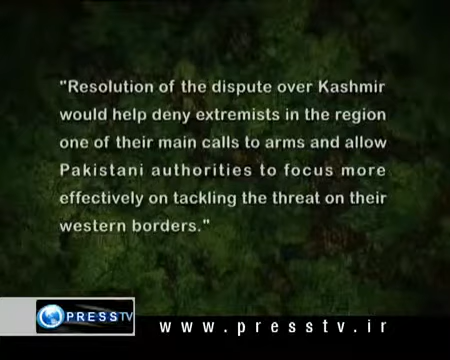 "Resolution of the dispute over Kashmir
would help deny extremists in the region
one of their main calls to arms and allow
Pakistani authorities to focus more
effectively on tackling the threat on their
western borders."
PRESSTV
www.presstv.ir